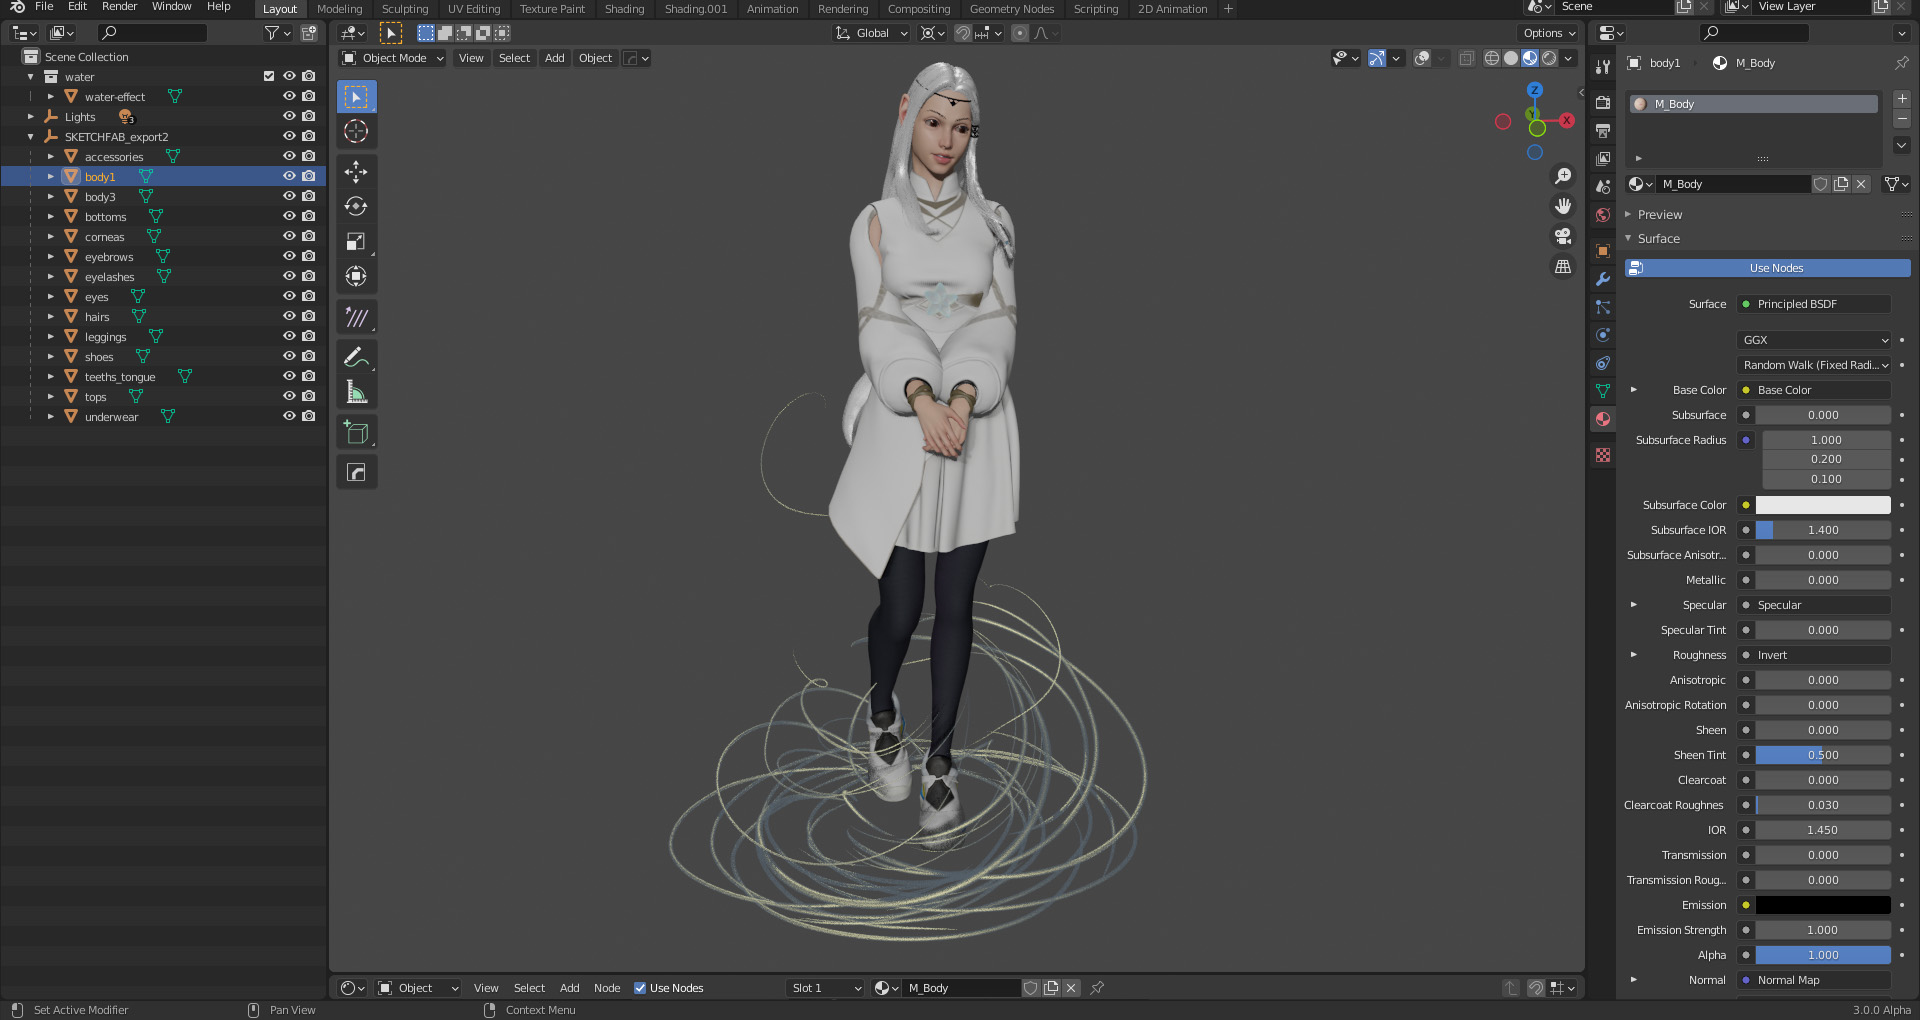 File Edit Render Window Help Layout Modeling Sculpting UV Editing Texture Paint Shading Shading.001 Animation Rendering Compositing Geometry Nodes Scripting 2D Animation + Scene View Layer
Global Options
Object Mode View Select Add Object
Scene Collection
water
water-effect
Lights 3
SKETCHFAB_export2
accessories
body1
body3
bottoms
corneas
eyebrows
eyelashes
eyes
hairs
leggings
shoes
teeths_tongue
tops
underwear
Z
Y
X
body1 M_Body
M_Body
M_Body
Preview
Surface
Use Nodes
Surface Principled BSDF
GGX
Random Walk (Fixed Radi...
Base Color Base Color
Subsurface 0.000
Subsurface Radius 1.000
0.200
0.100
Subsurface Color
Subsurface IOR 1.400
Subsurface Anisotr... 0.000
Metallic 0.000
Specular Specular
Specular Tint 0.000
Roughness Invert
Anisotropic 0.000
Anisotropic Rotation 0.000
Sheen 0.000
Sheen Tint 0.500
Clearcoat 0.000
Clearcoat Roughnes 0.030
IOR 1.450
Transmission 0.000
Transmission Roug... 0.000
Emission
Emission Strength 1.000
Alpha 1.000
Normal Normal Map
Object View Select Add Node Use Nodes Slot 1 M_Body
Set Active Modifier Pan View Context Menu 3.0.0 Alpha